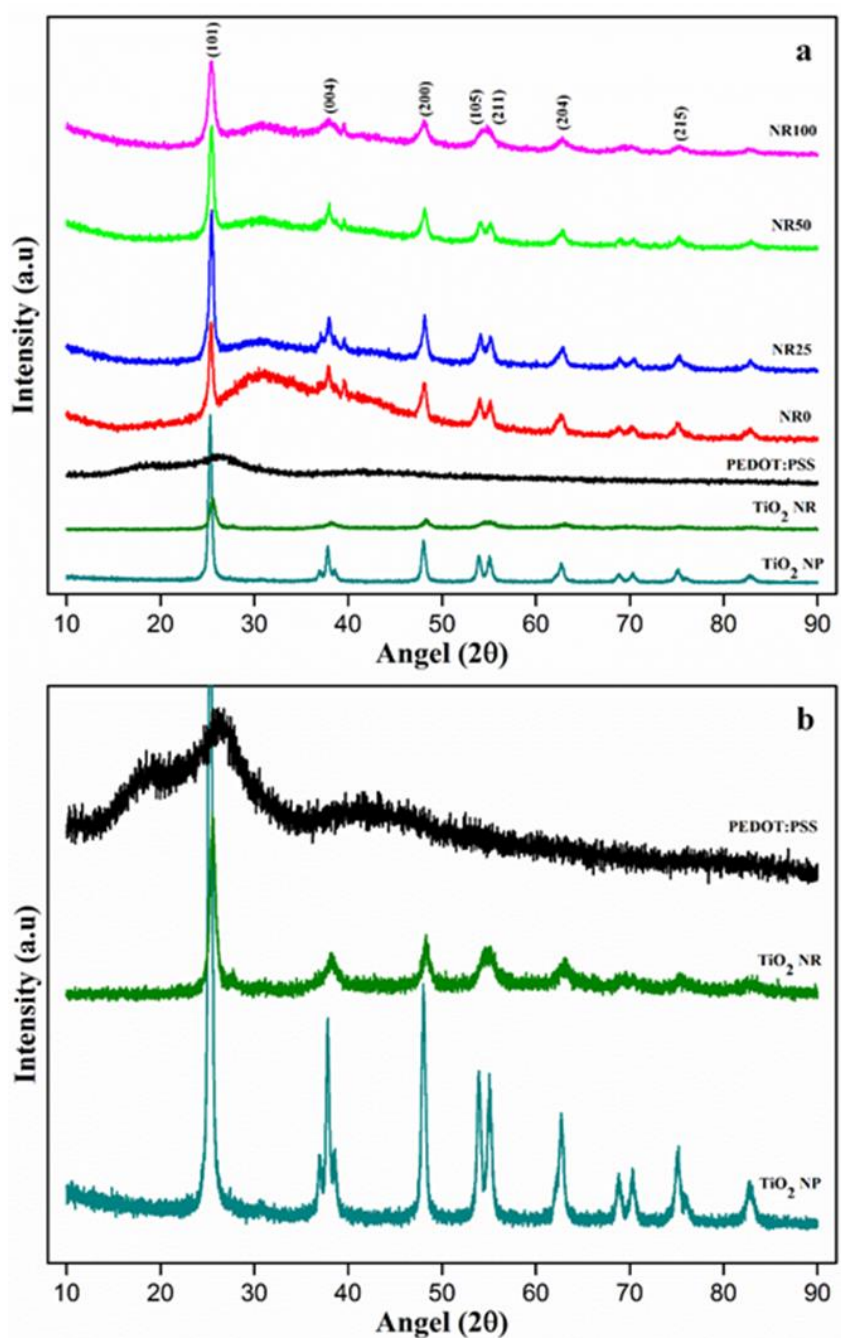 a
(101)
(004)
(200)
(105)
(211)
(204)
(215)
NR100
NR50
NR25
NR0
PEDOT:PSS
TiO2 NR
TiO2 NP
Intensity (a.u)
10 20 30 40 50 60 70 80 90
Angel (2θ)
b
PEDOT:PSS
TiO2 NR
TiO2 NP
Intensity (a.u)
10 20 30 40 50 60 70 80 90
Angel (2θ)